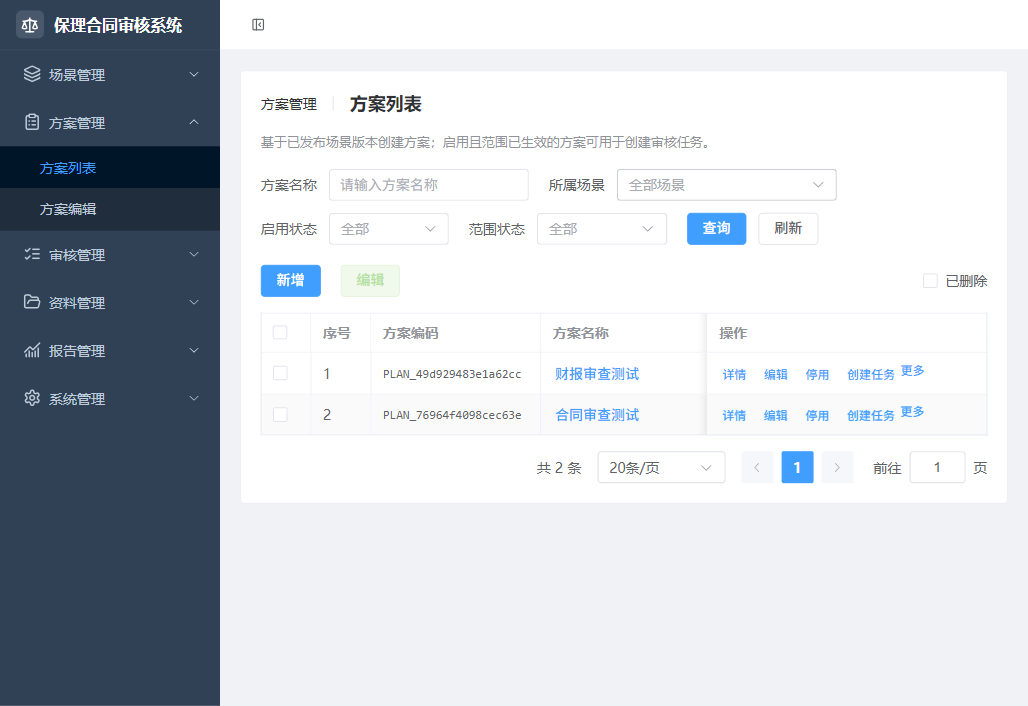 保理合同审核系统
场景管理
方案管理
方案列表
方案编辑
审核管理
资料管理
报告管理
系统管理
方案管理 方案列表
基于已发布场景版本创建方案；启用且范围已生效的方案可用于创建审核任务。
方案名称 请输入方案名称 所属场景 全部场景
启用状态 全部 范围状态 全部 查询 刷新
新增 编辑 已删除
序号 方案编码 方案名称 操作
1 PLAN_49d929483e1a62cc 财报审查测试 详情 编辑 停用 创建任务 更多
2 PLAN_76964f4098cec63e 合同审查测试 详情 编辑 停用 创建任务 更多
共 2 条 20条/页 1 前往 1 页